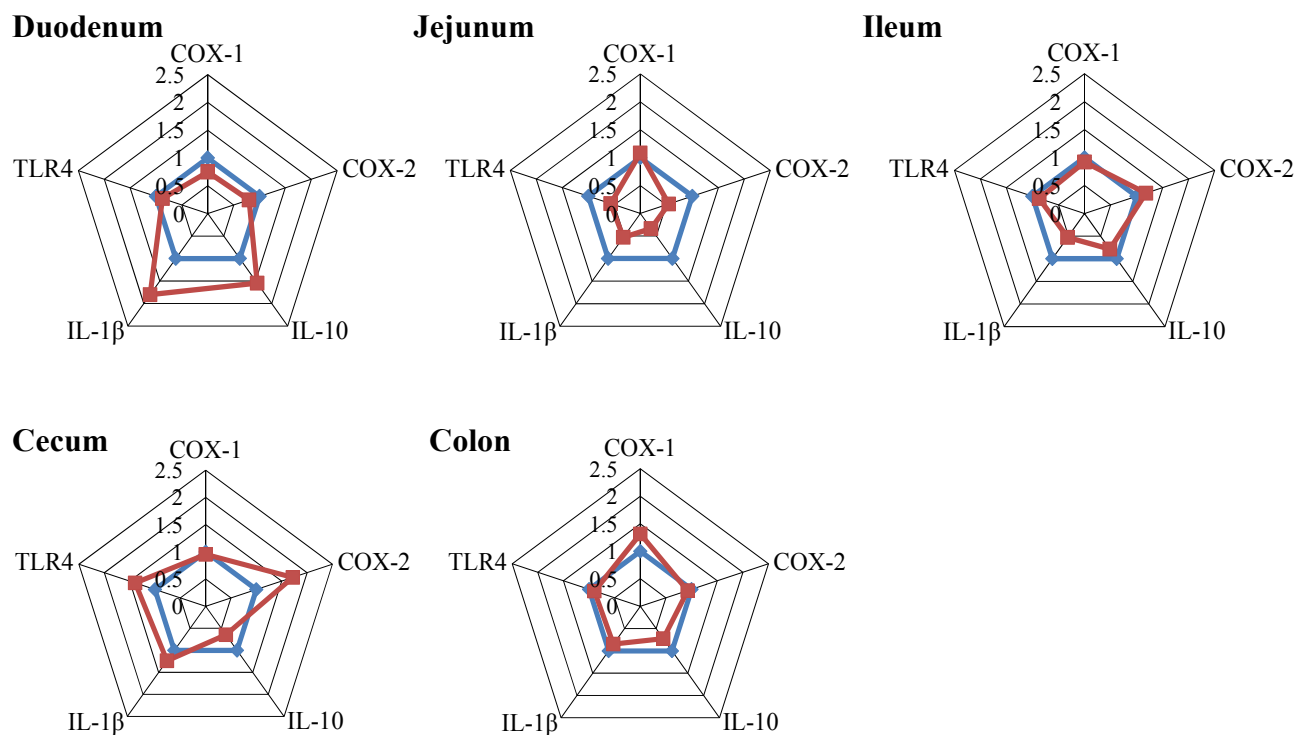 Duodenum
COX-1
2.5
2
1.5
1
0.5
0
TLR4
COX-2
IL-1β
IL-10
Jejunum
COX-1
2.5
2
1.5
1
0.5
0
TLR4
COX-2
IL-1β
IL-10
Ileum
COX-1
2.5
2
1.5
1
0.5
0
TLR4
COX-2
IL-1β
IL-10
Cecum
COX-1
2.5
2
1.5
1
0.5
0
TLR4
COX-2
IL-1β
IL-10
Colon
COX-1
2.5
2
1.5
1
0.5
0
TLR4
COX-2
IL-1β
IL-10